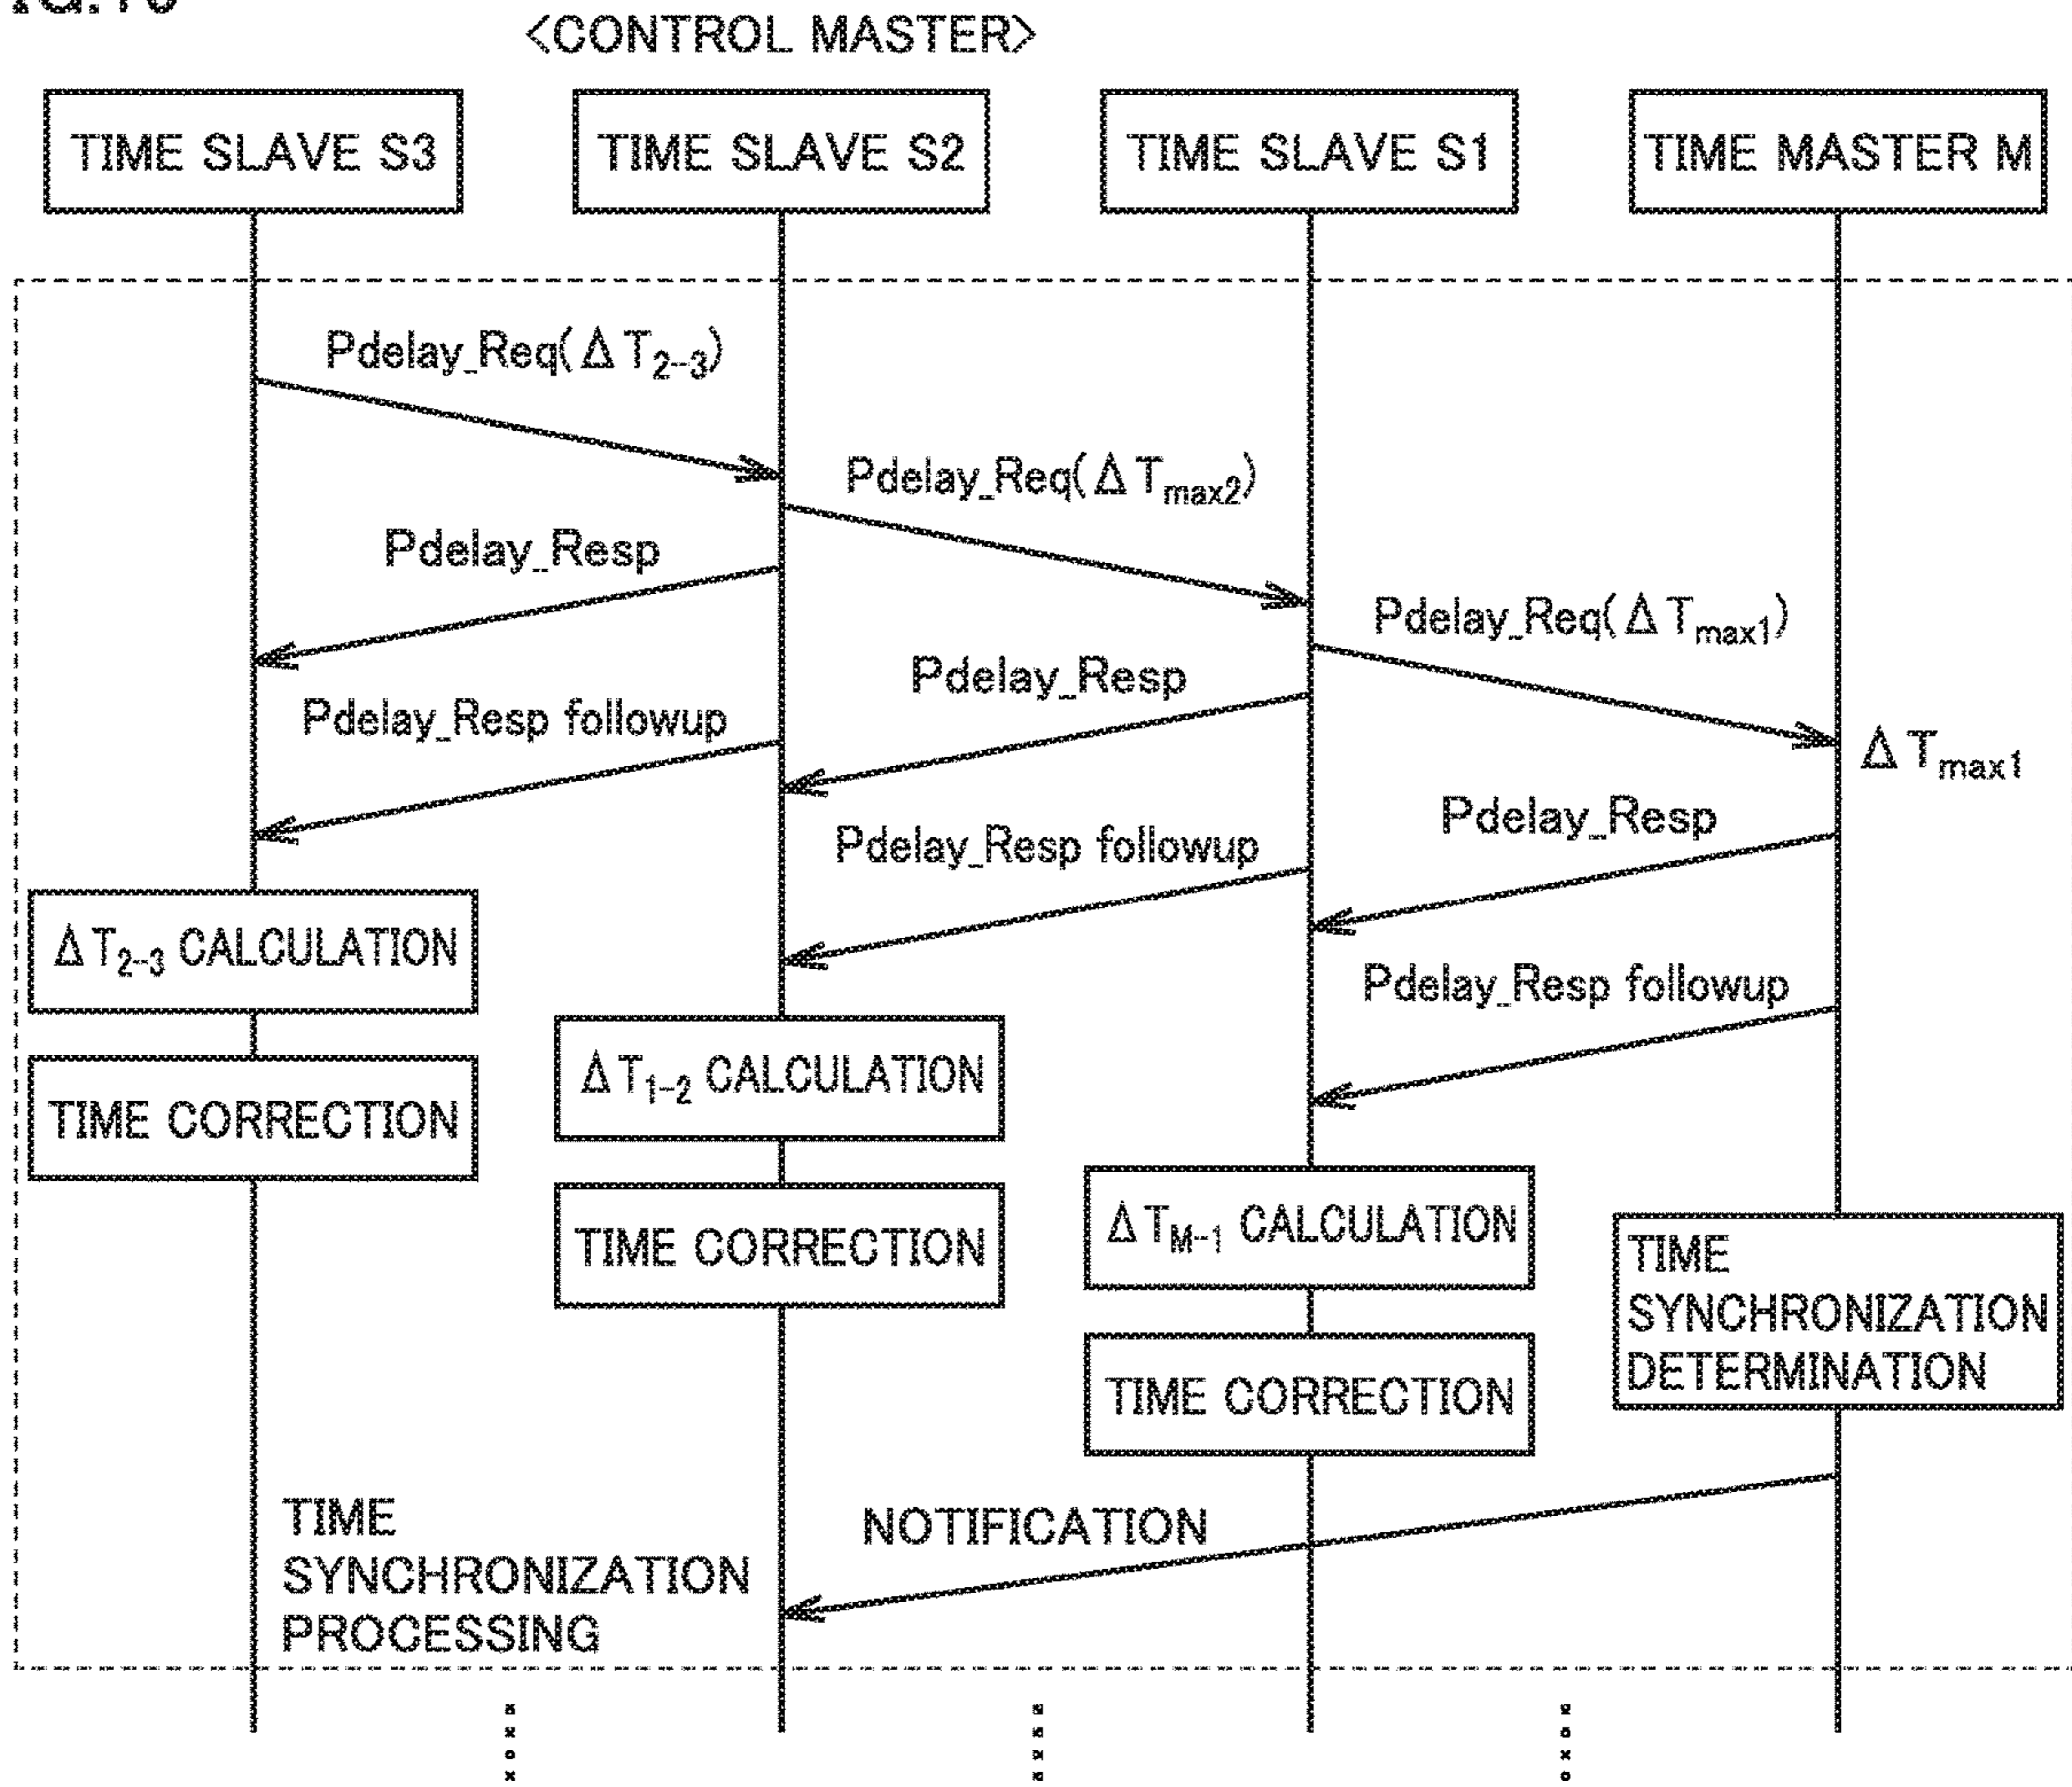 <CONTROL MASTER>
TIME SLAVE S3
TIME SLAVE S2
TIME SLAVE S1
TIME MASTER M
Pdelay_Req(ΔT2-3)
Pdelay_Req(ΔTmax2)
Pdelay_Resp
Pdelay_Req(ΔTmax1)
Pdelay_Resp
Pdelay_Resp followup
ΔTmax1
Pdelay_Resp
Pdelay_Resp followup
ΔT2-3 CALCULATION
Pdelay_Resp followup
ΔT1-2 CALCULATION
TIME CORRECTION
ΔTM-1 CALCULATION
TIME CORRECTION
TIME
SYNCHRONIZATION
DETERMINATION
TIME CORRECTION
TIME
SYNCHRONIZATION
PROCESSING
NOTIFICATION